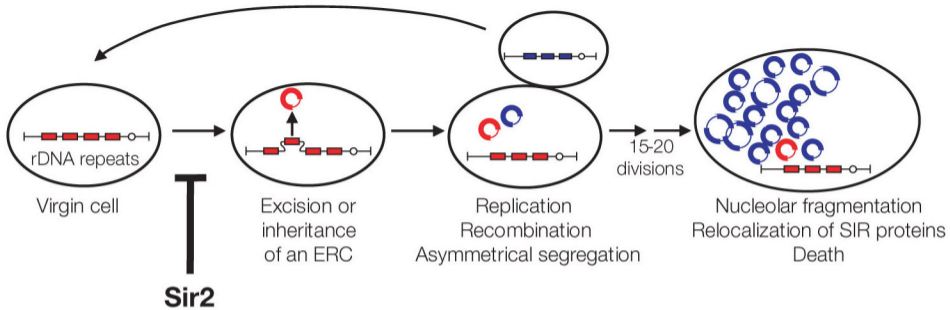 rDNA repeats
Virgin cell
Sir2
Excision or
inheritance
of an ERC
Replication
Recombination
Asymmetrical segregation
15-20
divisions
Nucleolar fragmentation
Relocalization of SIR proteins
Death